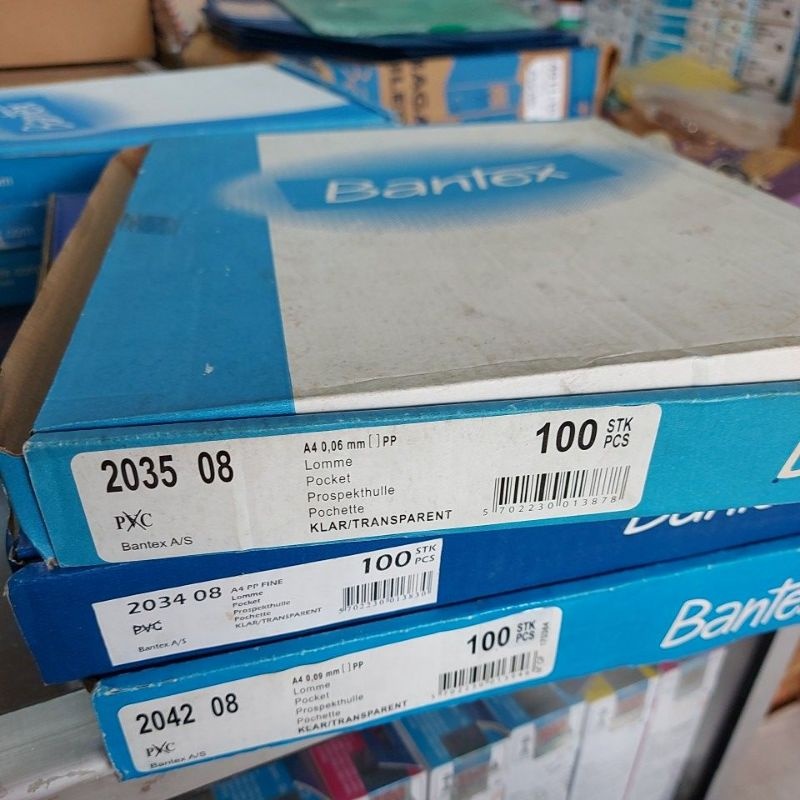 Bantex
2035 08
PVC
Bantex A/S
A4 0,06 mm [ ] PP
Lomme
Pocket
Prospekthulle
Pochette
KLAR/TRANSPARENT
100 STK
PCS
5 702230 013878
2034 08
PVC
Bantex A/S
A4 PP FINE
Lomme
Pocket
Prospekthulle
Pochette
KLAR/TRANSPARENT
100 STK
PCS
2042 08
PVC
Bantex A/S
A4 0,09 mm [ ] PP
Lomme
Pocket
Prospekthulle
Pochette
KLAR/TRANSPARENT
100 STK
PCS
Bantex